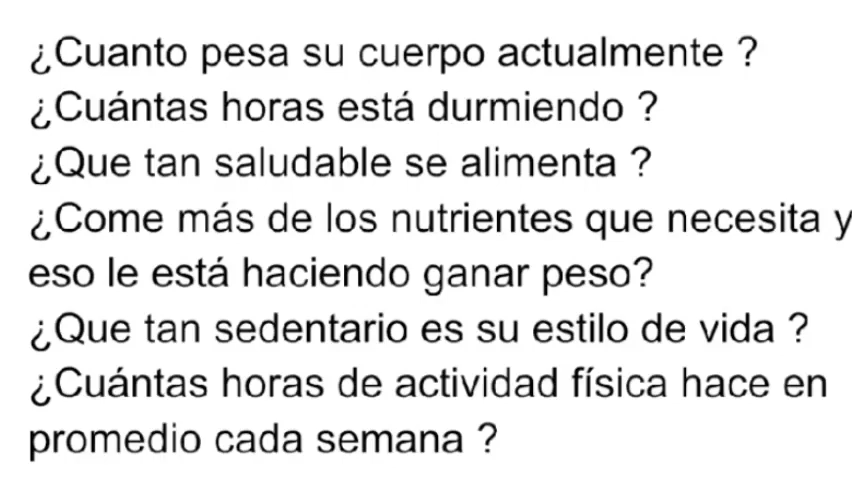 ¿Cuanto pesa su cuerpo actualmente ?
¿Cuántas horas está durmiendo ?
¿Que tan saludable se alimenta ?
¿Come más de los nutrientes que necesita y
eso le está haciendo ganar peso?
¿Que tan sedentario es su estilo de vida ?
¿Cuántas horas de actividad física hace en
promedio cada semana ?